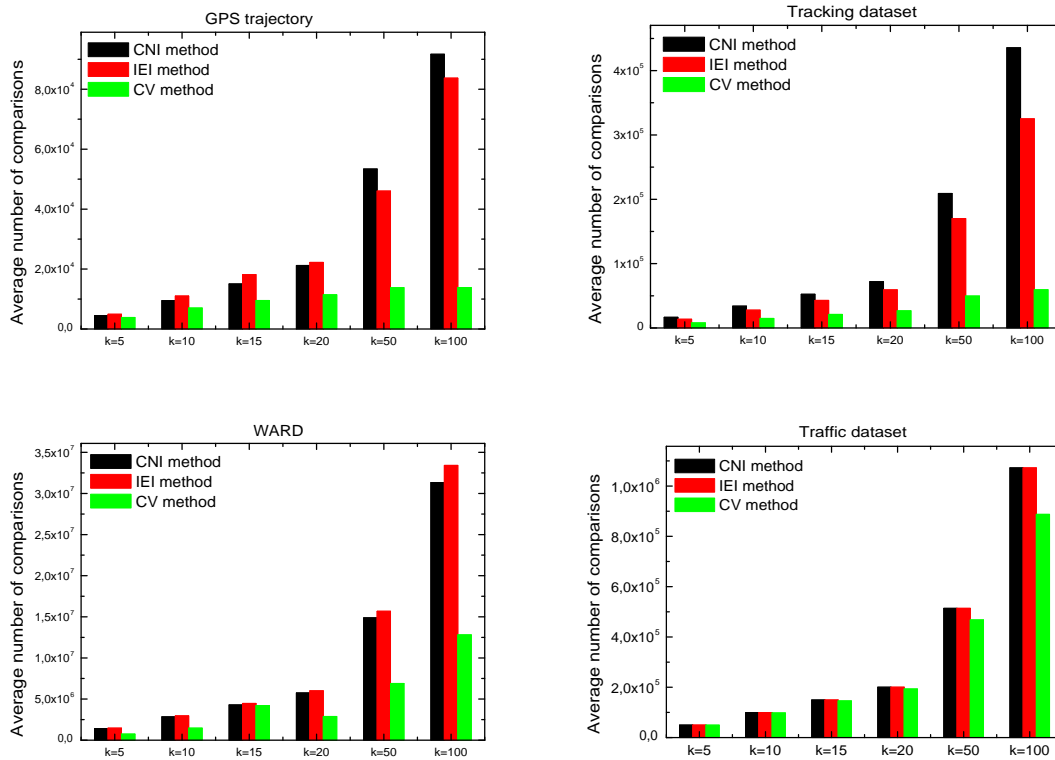 GPS trajectory
Average number of comparisons
CNI method
IEI method
CV method
8,0x10^4
6,0x10^4
4,0x10^4
2,0x10^4
0,0
k=5 k=10 k=15 k=20 k=50 k=100
Tracking dataset
Average number of comparisons
CNI method
IEI method
CV method
4x10^5
3x10^5
2x10^5
1x10^5
0
k=5 k=10 k=15 k=20 k=50 k=100
WARD
Average number of comparisons
CNI method
IEI method
CV method
3,5x10^7
3,0x10^7
2,0x10^7
1,5x10^7
1,0x10^7
5,0x10^6
0,0
k=5 k=10 k=15 k=20 k=50 k=100
Traffic dataset
Average number of comparisons
CNI method
IEI method
CV method
1,0x10^6
8,0x10^5
6,0x10^5
4,0x10^5
2,0x10^5
0,0
k=5 k=10 k=15 k=20 k=50 k=100